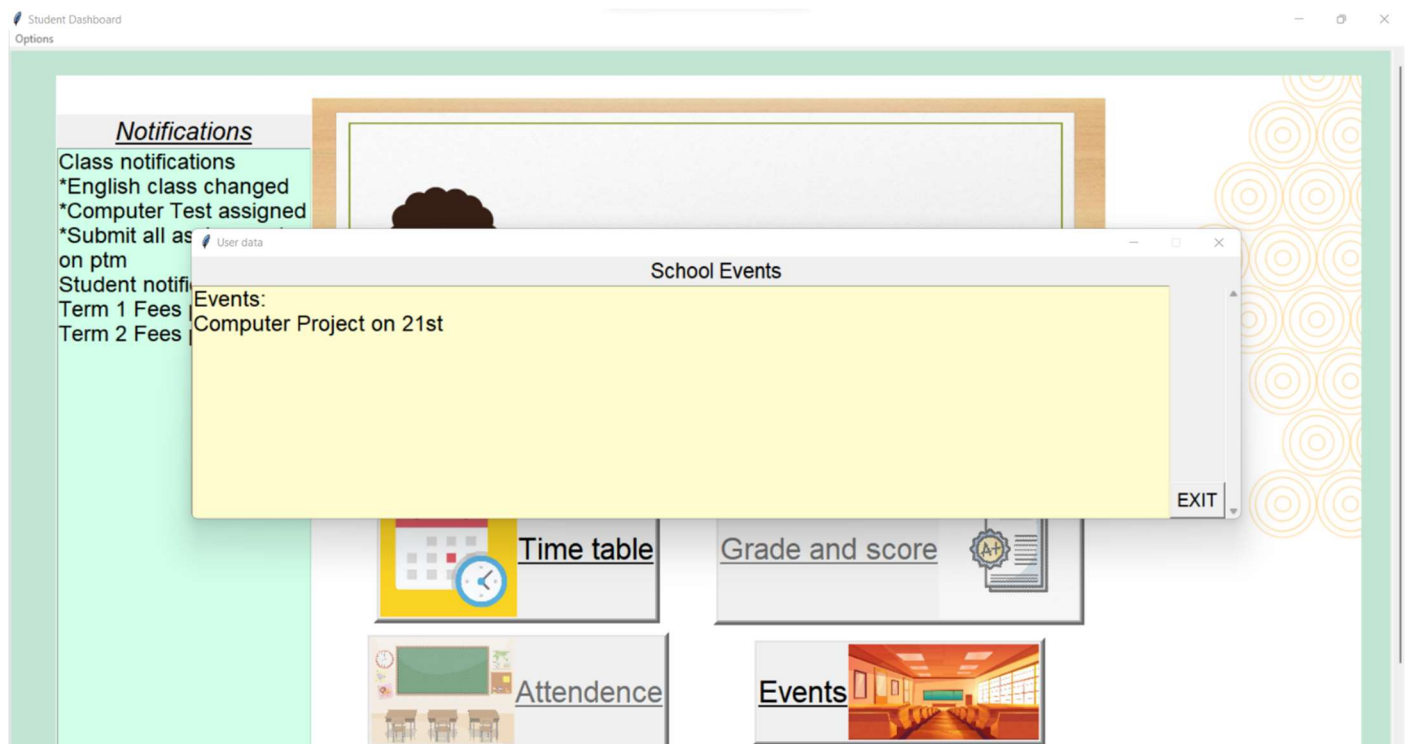 Student Dashboard
Options
Notifications
Class notifications
*English class changed
*Computer Test assigned
*Submit all
on ptm
Student
Term 1 Fees
Term 2 Fees
User data
School Events
Events:
Computer Project on 21st
EXIT
Time table
Grade and score
A+
Attendence
Events